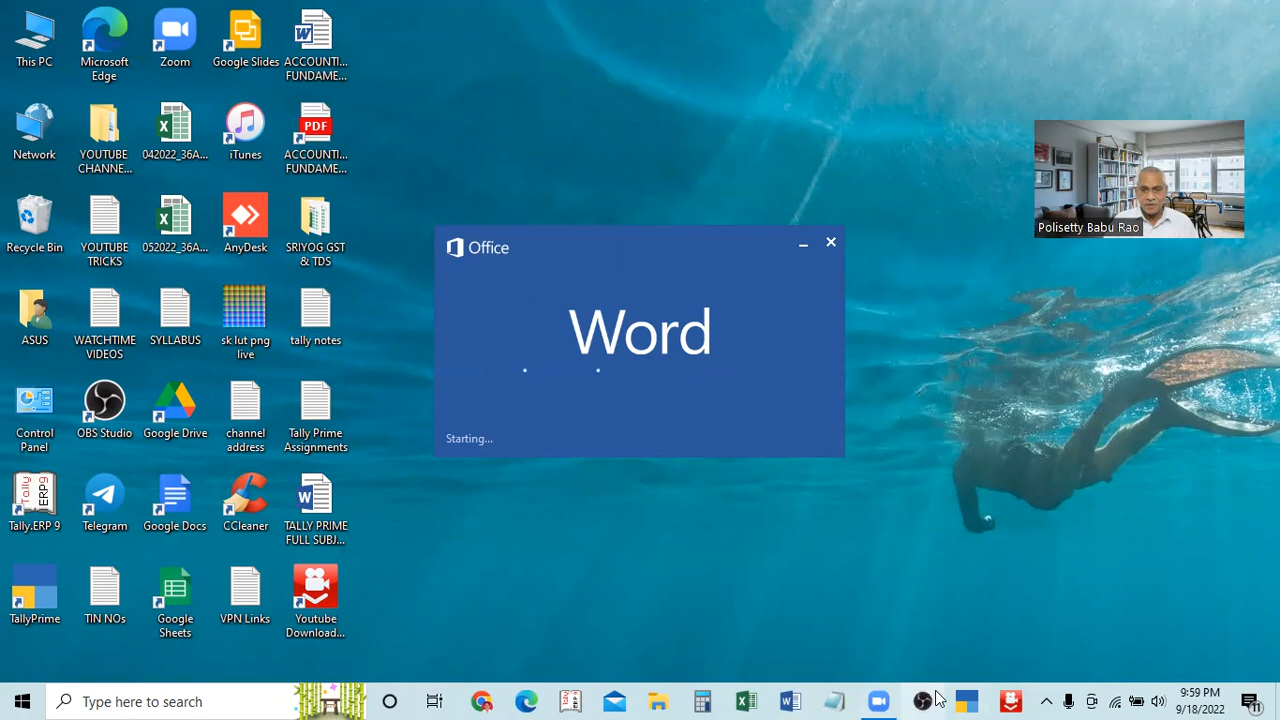 This PC
Microsoft
Edge
Zoom
Google Slides
ACCOUNTI...
FUNDAME...
Network
YOUTUBE
CHANNE...
042022_36A...
iTunes
PDF
ACCOUNTI...
FUNDAME...
Recycle Bin
YOUTUBE
TRICKS
052022_36A...
AnyDesk
SRIYOG GST
& TDS
ASUS
WATCHTIME
VIDEOS
SYLLABUS
sk lut png
live
tally notes
Control
Panel
OBS Studio
Google Drive
channel
address
Tally Prime
Assignments
Tally.ERP 9
Telegram
Google Docs
CCleaner
TALLY PRIME
FULL SUBJ...
TallyPrime
TIN NOs
Google
Sheets
VPN Links
Youtube
Download...
Office
Word
Starting...
Polisetty Babu Rao
Type here to search
9:59 PM
9/18/2022